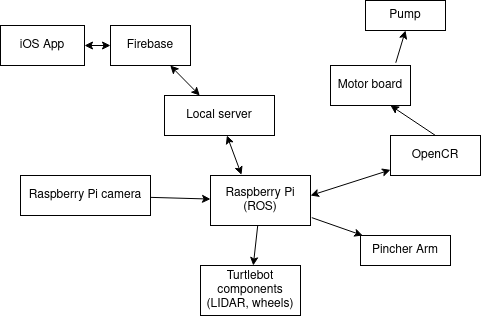 Pump
iOS App
Firebase
Motor board
Local server
OpenCR
Raspberry Pi camera
Raspberry Pi
(ROS)
Pincher Arm
Turtlebot
components
(LIDAR, wheels)